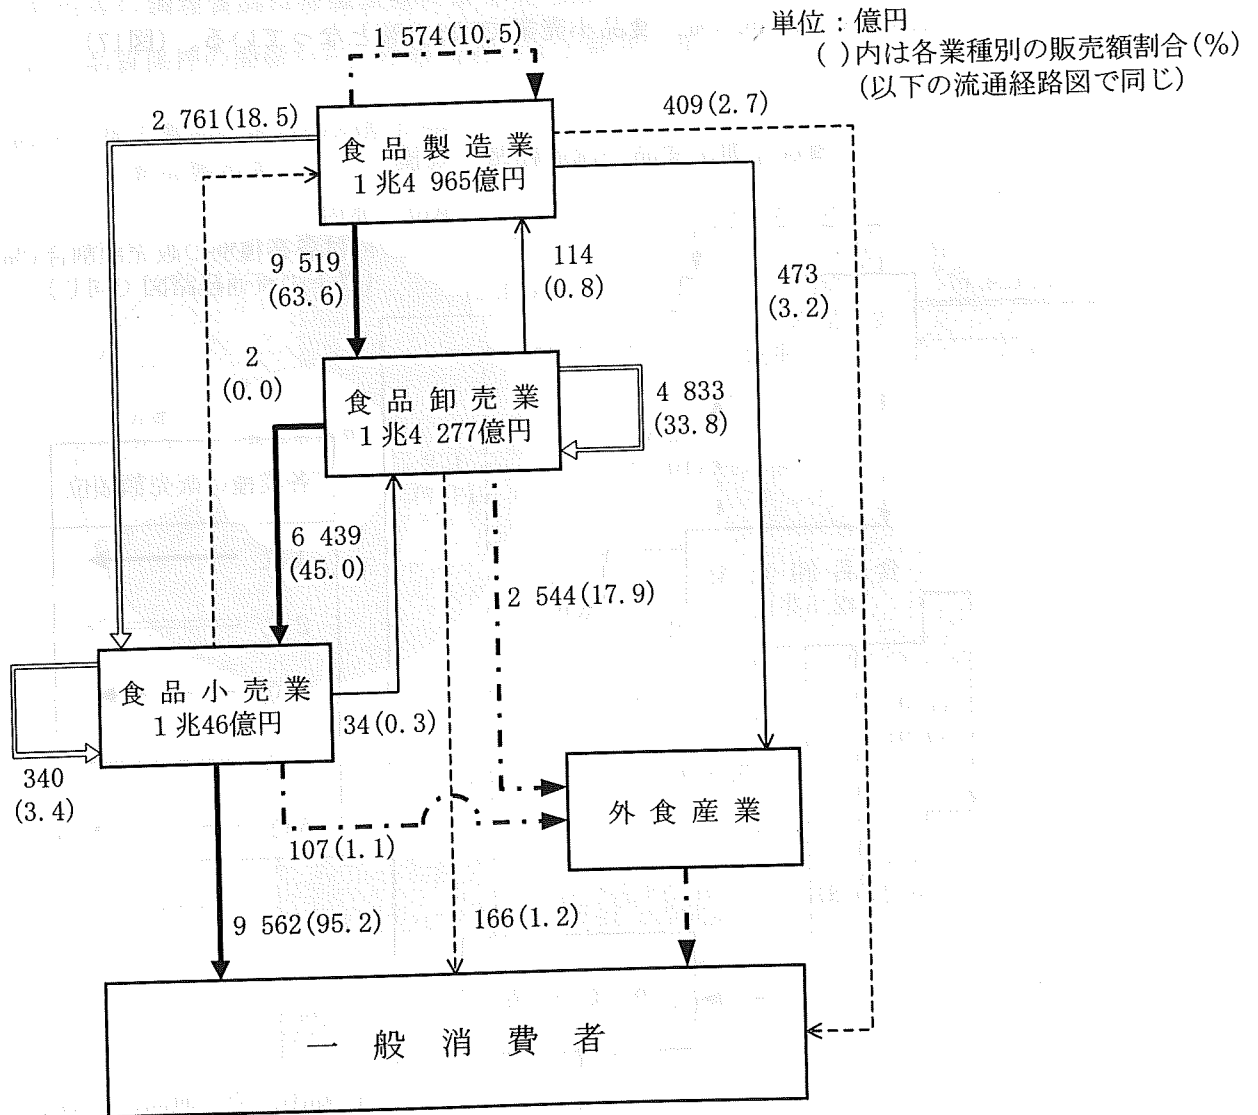 単位：億円
( )内は各業種別の販売額割合(%)
(以下の流通経路図で同じ)
1 574(10.5)
2 761(18.5)
409(2.7)
食品製造業
1兆4 965億円
9 519
(63.6)
114
(0.8)
473
(3.2)
2
(0.0)
食品卸売業
1兆4 277億円
4 833
(33.8)
6 439
(45.0)
2 544(17.9)
食品小売業
1兆46億円
34(0.3)
340
(3.4)
外食産業
107(1.1)
9 562(95.2)
166(1.2)
一般消費者